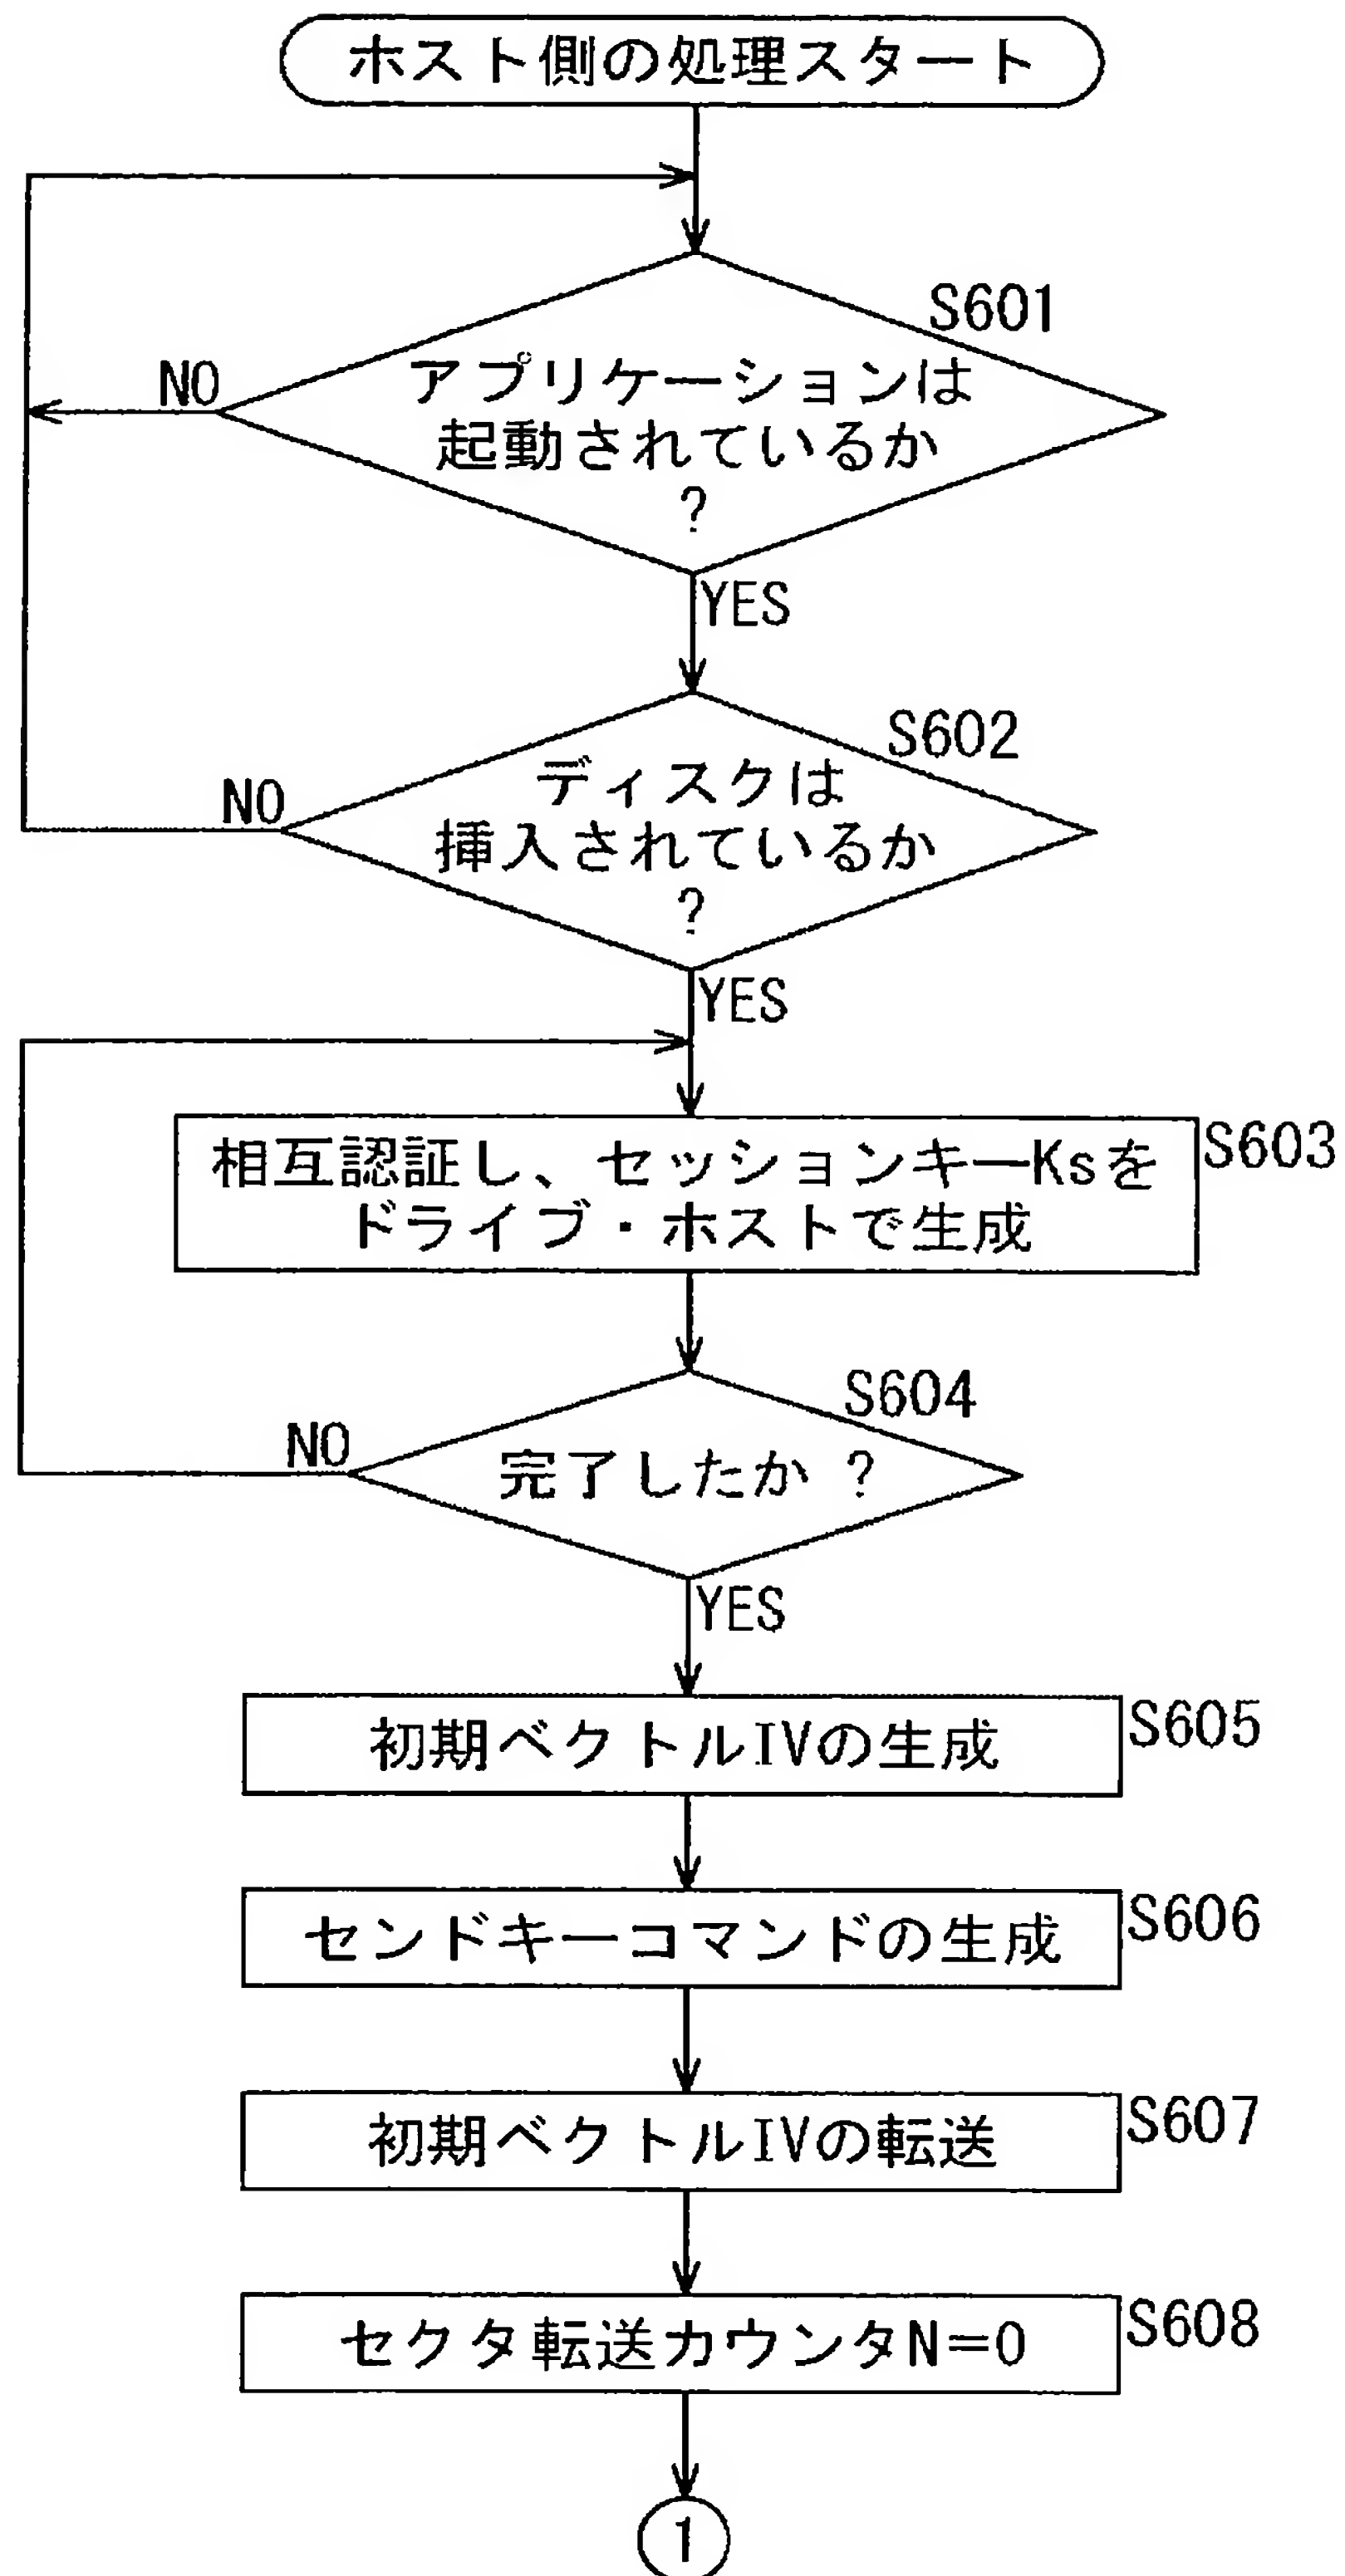 ホスト側の処理スタート
S601
アプリケーションは
起動されているか
?
NO
YES
S602
ディスクは
挿入されているか
?
NO
YES
相互認証し、セッションキーKsを
ドライブ・ホストで生成
S603
S604
完了したか ?
NO
YES
初期ベクトルIVの生成
S605
センドキーコマンドの生成
S606
初期ベクトルIVの転送
S607
セクタ転送カウンタN=0
S608
1